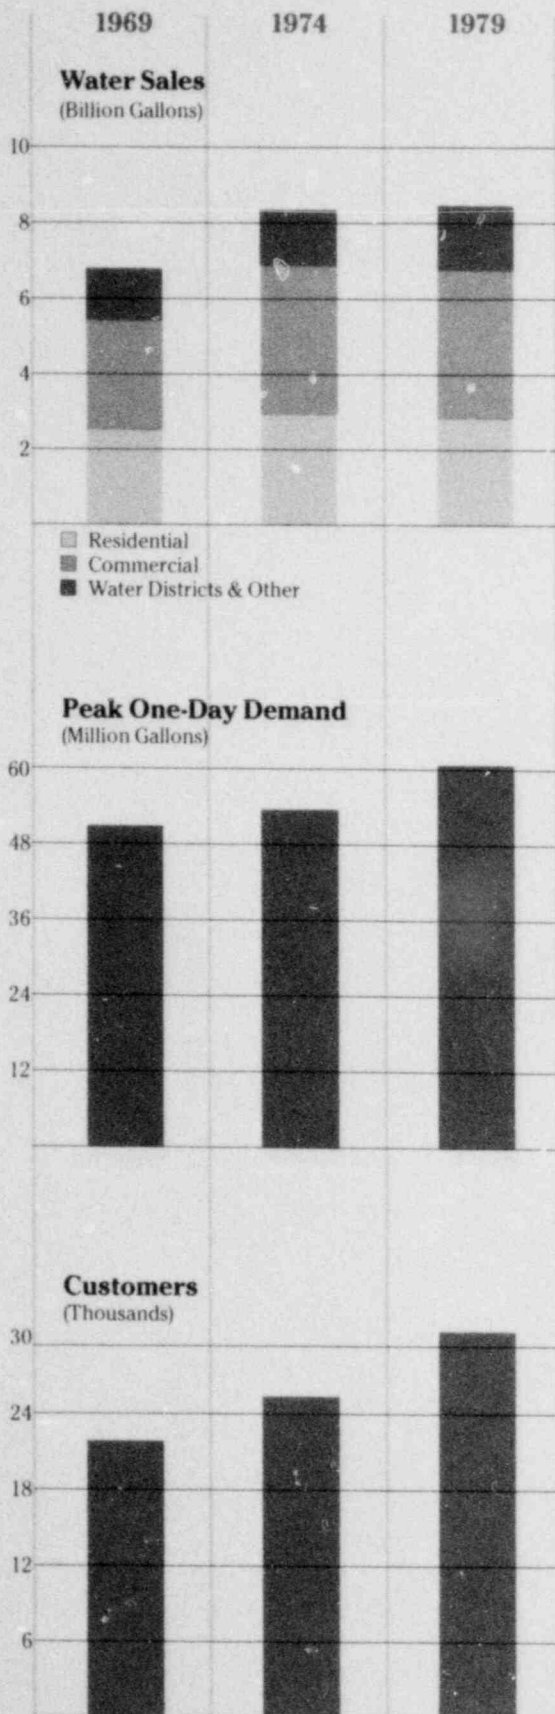 1969 1974 1979
Water Sales
(Billion Gallons)
10
8
6
4
2
Residential
Commercial
Water Districts & Other
Peak One-Day Demand
(Million Gallons)
60
48
36
24
12
Customers
(Thousands)
30
24
18
12
6